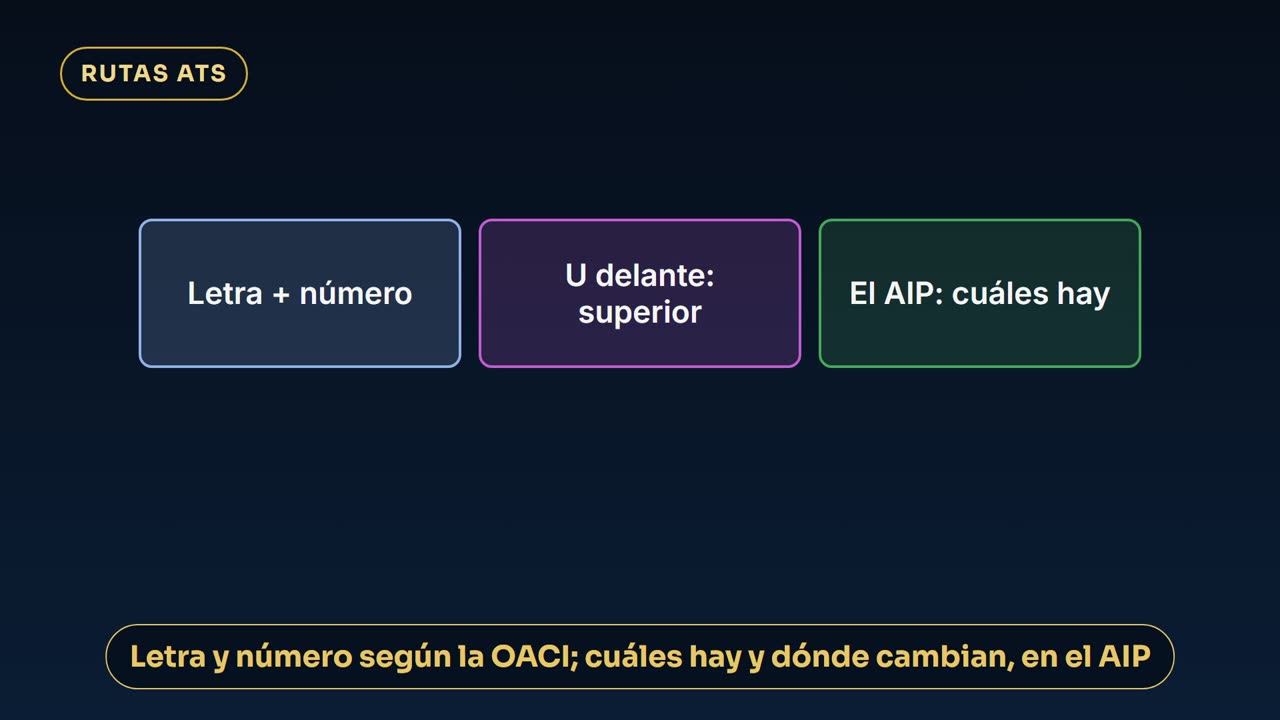 RUTAS ATS
Letra + número
U delante:
superior
El AIP: cuáles hay
Letra y número según la OACI; cuáles hay y dónde cambian, en el AIP